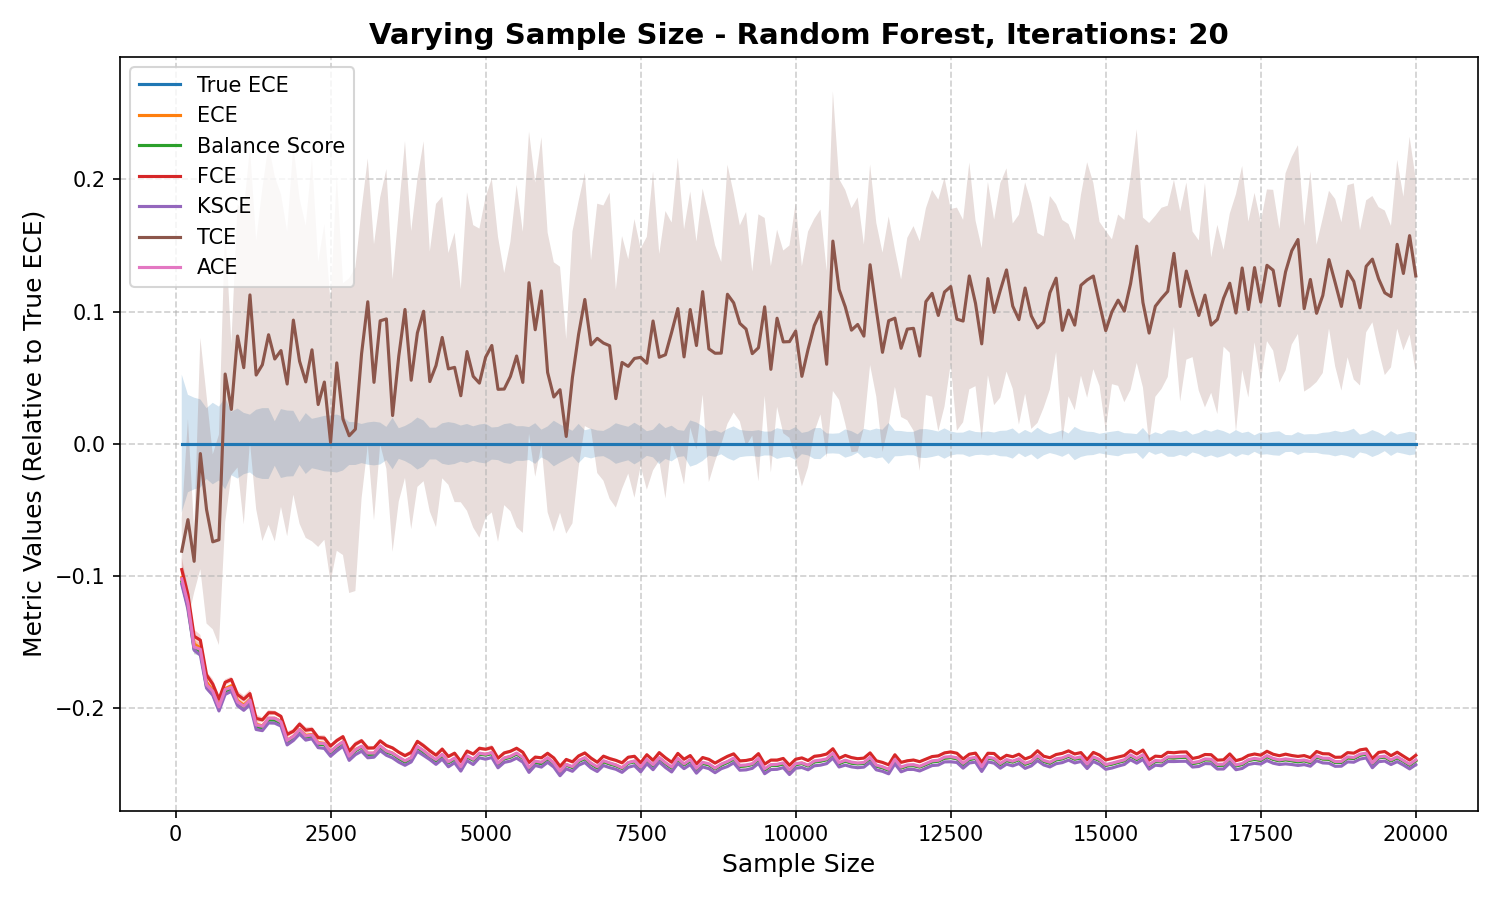 Varying Sample Size - Random Forest, Iterations: 20
True ECE
ECE
Balance Score
FCE
KSCE
TCE
ACE
Metric Values (Relative to True ECE)
0.2
0.1
0.0
−0.1
−0.2
0 2500 5000 7500 10000 12500 15000 17500 20000
Sample Size